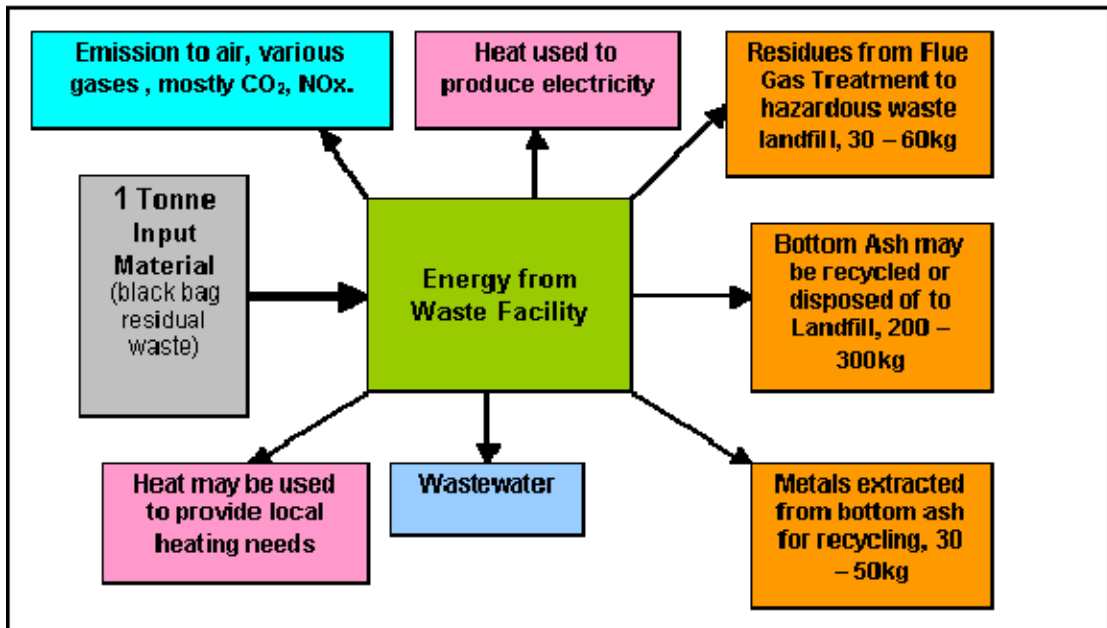 Emission to air, various
gases , mostly CO₂, NOx.
Heat used to
produce electricity
Residues from Flue
Gas Treatment to
hazardous waste
landfill, 30 – 60kg
1 Tonne
Input
Material
(black bag
residual
waste)
Energy from
Waste Facility
Bottom Ash may
be recycled or
disposed of to
Landfill, 200 –
300kg
Heat may be used
to provide local
heating needs
Wastewater
Metals extracted
from bottom ash
for recycling, 30
– 50kg